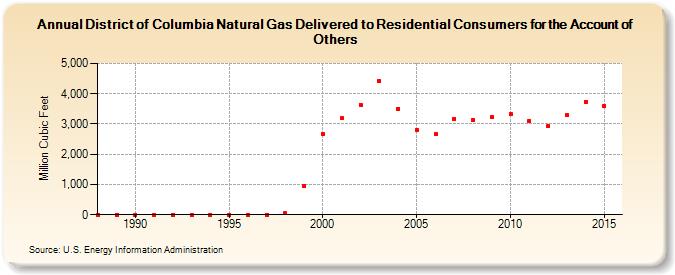 Annual District of Columbia Natural Gas Delivered to Residential Consumers for the Account of
Others
Million Cubic Feet
5,000
4,000
3,000
2,000
1,000
0
1990 1995 2000 2005 2010 2015
Source: U.S. Energy Information Administration